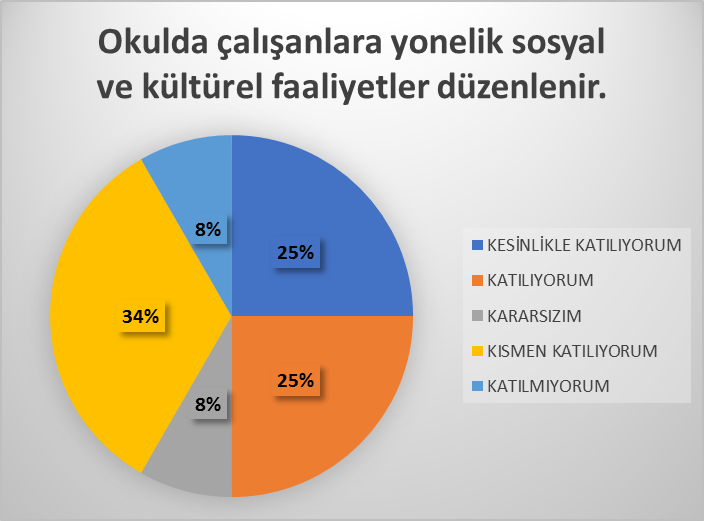 Okulda çalışanlara yonelik sosyal
ve kültürel faaliyetler düzenlenir.
8%
25%
34%
25%
8%
KESİNLİKLE KATILIYORUM
KATILIYORUM
KARARSIZIM
KISMEN KATILIYORUM
KATILMIYORUM